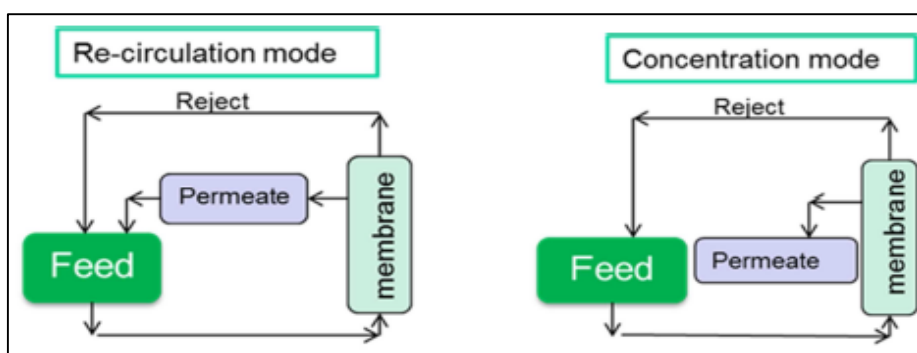 Re-circulation mode
Reject
Permeate
membrane
Feed
Concentration mode
Reject
membrane
Feed
Permeate